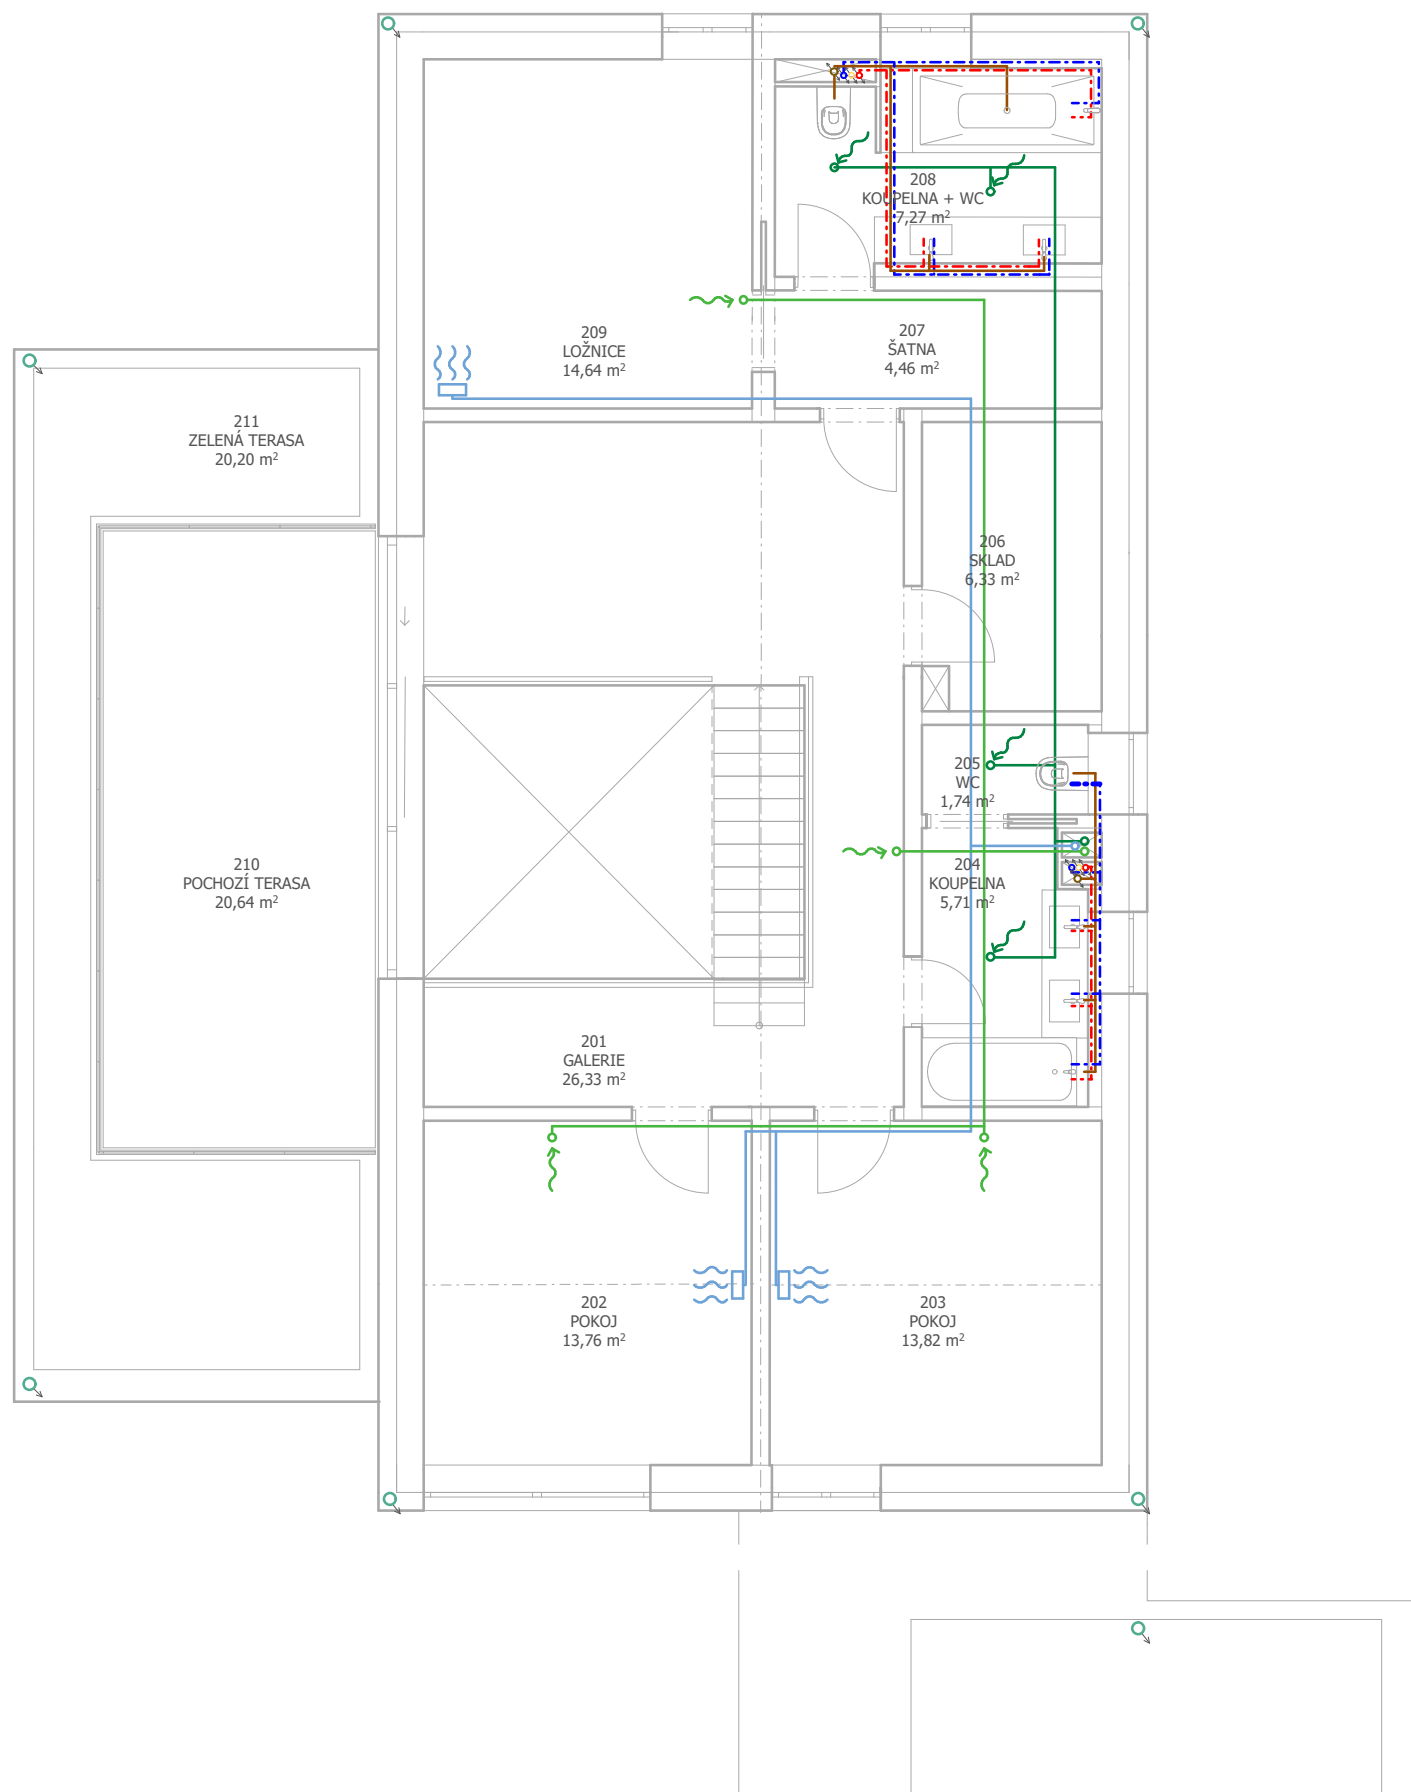 208
KOUPELNA + WC
7,27 m²
209
LOŽNICE
14,64 m²
207
ŠATNA
4,46 m²
211
ZELENÁ TERASA
20,20 m²
206
SKLAD
6,33 m²
205
WC
1,74 m²
210
POCHOZÍ TERASA
20,64 m²
204
KOUPELNA
5,71 m²
201
GALERIE
26,33 m²
202
POKOJ
13,76 m²
203
POKOJ
13,82 m²